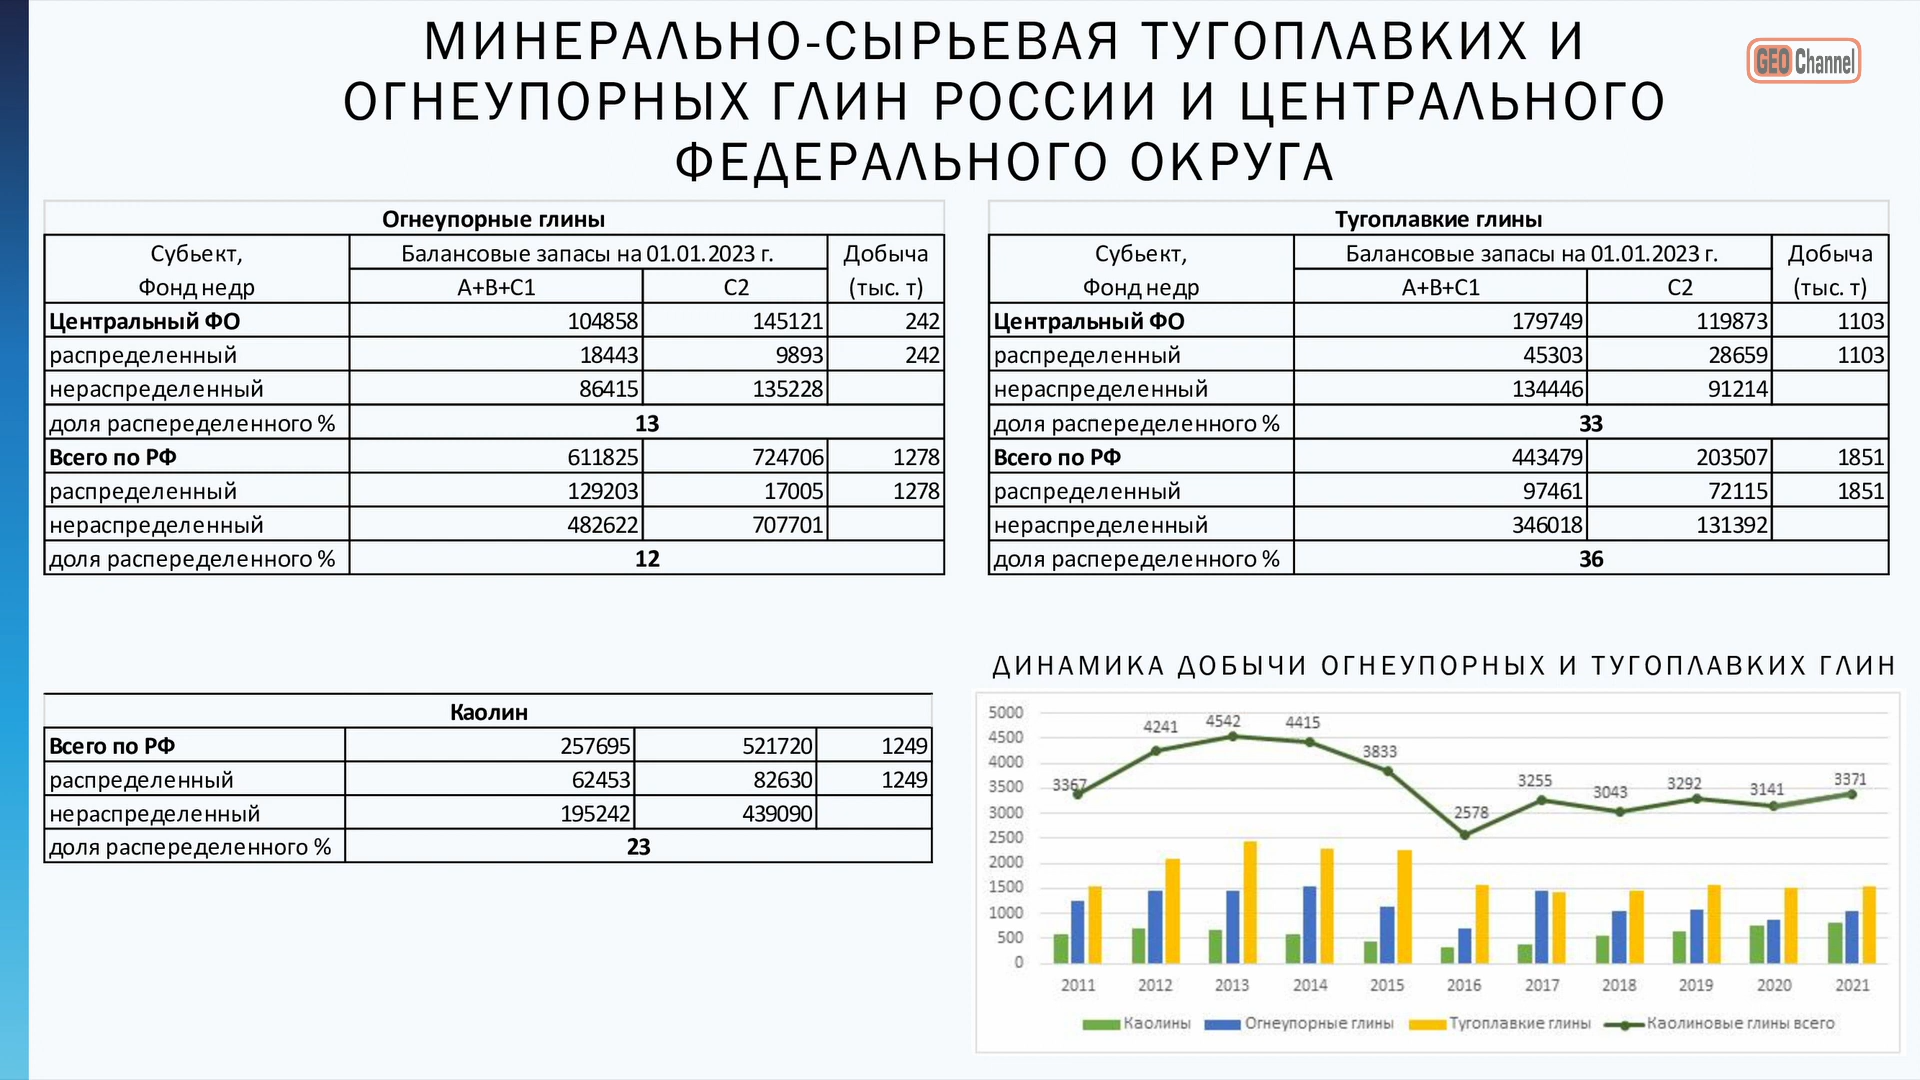 МИНЕРАЛЬНО-СЫРЬЕВАЯ ТУГОПЛАВКИХ И
ОГНЕУПОРНЫХ ГЛИН РОССИИ И ЦЕНТРАЛЬНОГО
ФЕДЕРАЛЬНОГО ОКРУГА
GEO Channel
Огнеупорные глины
Субъект, Балансовые запасы на 01.01.2023 г. Добыча
Фонд недр А+В+С1 С2 (тыс. т)
Центральный ФО 104858 145121 242
распределенный 18443 9893 242
нераспределенный 86415 135228
доля распеределенного % 13
Всего по РФ 611825 724706 1278
распределенный 129203 17005 1278
нераспределенный 482622 707701
доля распеределенного % 12
Тугоплавкие глины
Субъект, Балансовые запасы на 01.01.2023 г. Добыча
Фонд недр А+В+С1 С2 (тыс. т)
Центральный ФО 179749 119873 1103
распределенный 45303 28659 1103
нераспределенный 134446 91214
доля распеределенного % 33
Всего по РФ 443479 203507 1851
распределенный 97461 72115 1851
нераспределенный 346018 131392
доля распеределенного % 36
Каолин
Всего по РФ 257695 521720 1249
распределенный 62453 82630 1249
нераспределенный 195242 439090
доля распеределенного % 23
ДИНАМИКА ДОБЫЧИ ОГНЕУПОРНЫХ И ТУГОПЛАВКИХ ГЛИН
5000
4500
4000
3500
3000
2500
2000
1500
1000
500
0
3367 4241 4542 4415 3833 2578 3255 3043 3292 3141 3371
2011 2012 2013 2014 2015 2016 2017 2018 2019 2020 2021
Каолины Огнеупорные глины Тугоплавкие глины Каолиновые глины всего